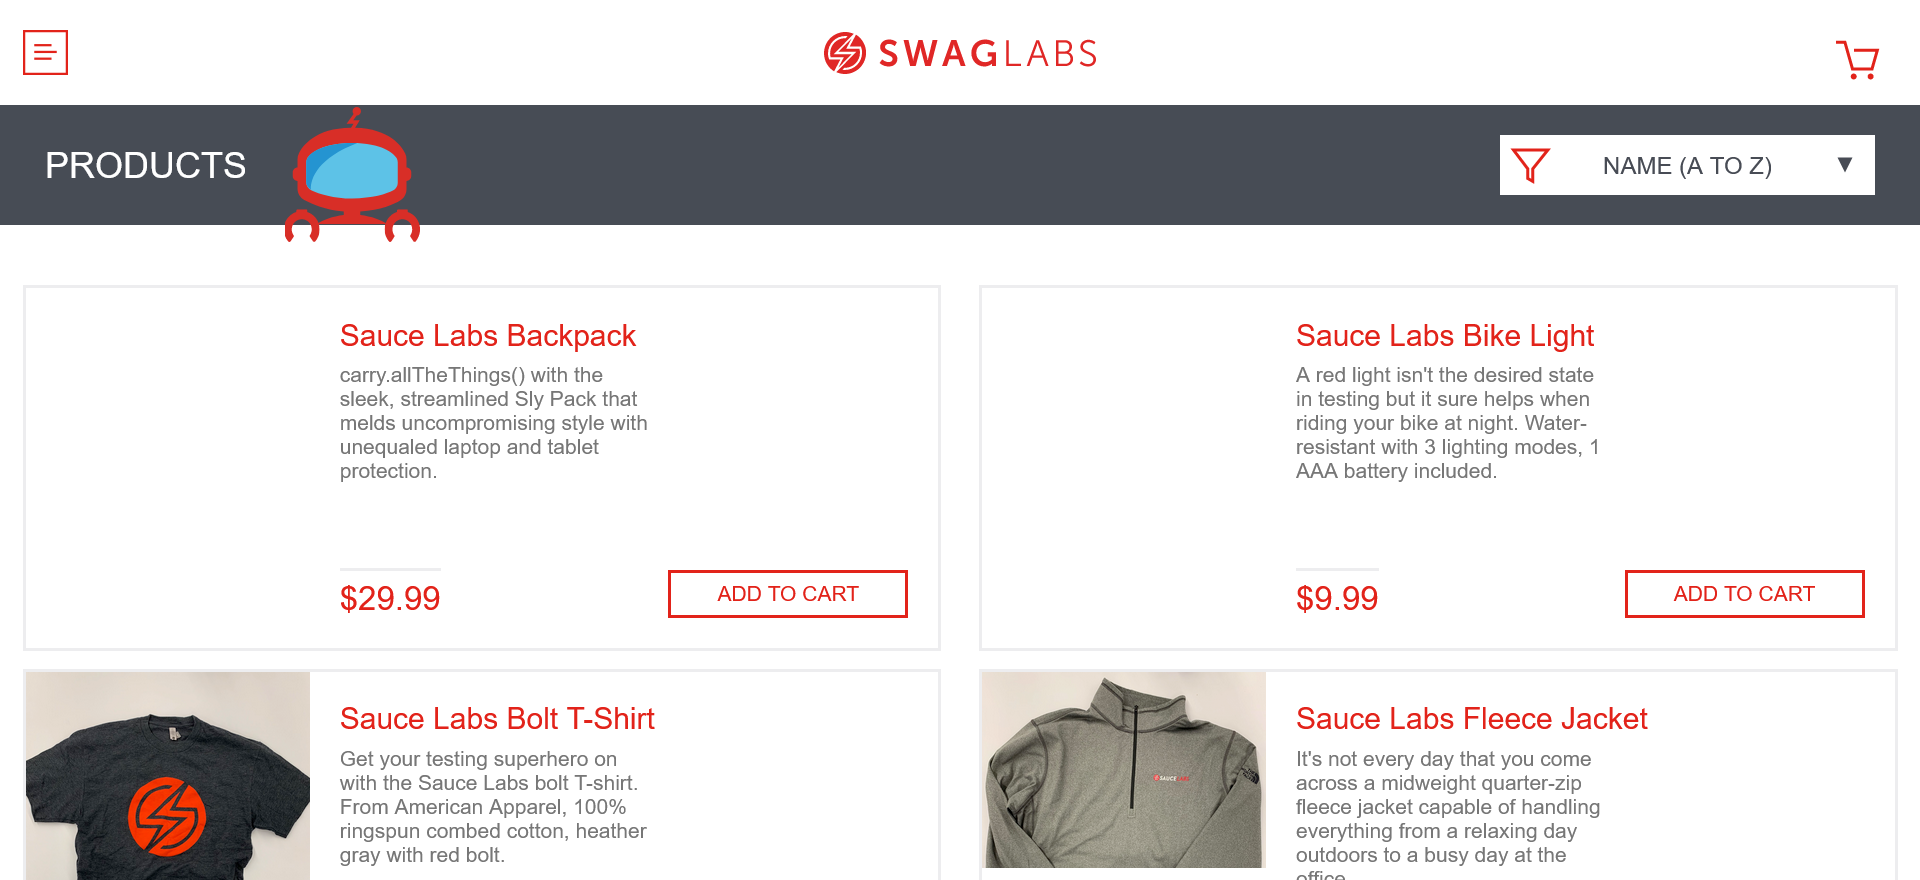 SWAGLABS
PRODUCTS
NAME (A TO Z)
Sauce Labs Backpack
carry.allTheThings() with the
sleek, streamlined Sly Pack that
melds uncompromising style with
unequaled laptop and tablet
protection.
$29.99
ADD TO CART
Sauce Labs Bike Light
A red light isn't the desired state
in testing but it sure helps when
riding your bike at night. Water-
resistant with 3 lighting modes, 1
AAA battery included.
$9.99
ADD TO CART
Sauce Labs Bolt T-Shirt
Get your testing superhero on
with the Sauce Labs bolt T-shirt.
From American Apparel, 100%
ringspun combed cotton, heather
gray with red bolt.
SAUCE LABS
Sauce Labs Fleece Jacket
It's not every day that you come
across a midweight quarter-zip
fleece jacket capable of handling
everything from a relaxing day
outdoors to a busy day at the
office.